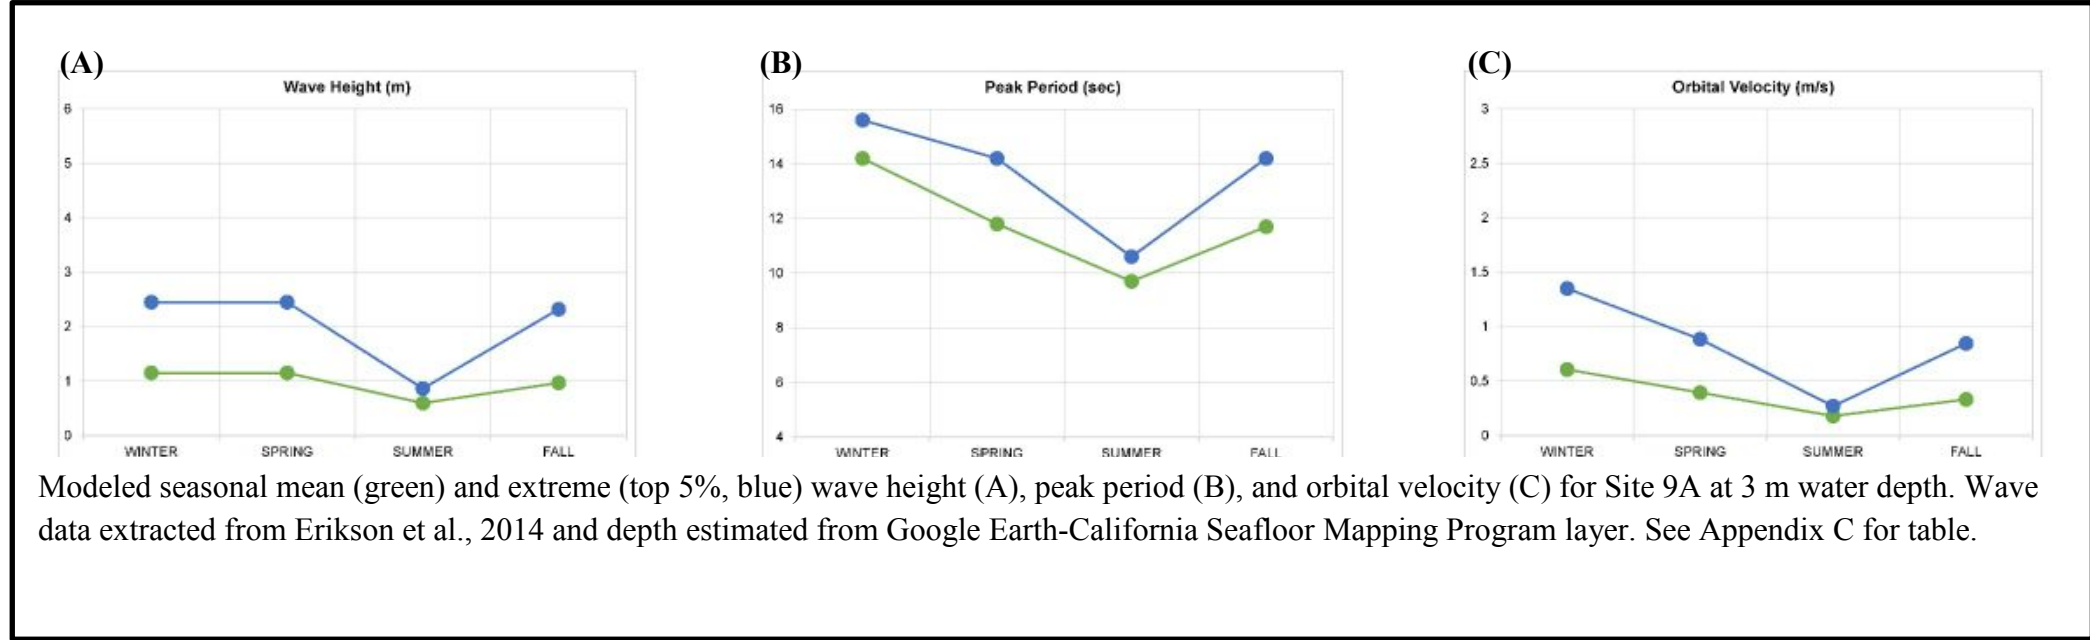 (A)
Wave Height (m)
6
5
4
3
2
1
0
WINTER SPRING SUMMER FALL
(B)
Peak Period (sec)
16
14
12
10
8
6
4
WINTER SPRING SUMMER FALL
(C)
Orbital Velocity (m/s)
3
2.5
2
1.5
1
0.5
0
WINTER SPRING SUMMER FALL
Modeled seasonal mean (green) and extreme (top 5%, blue) wave height (A), peak period (B), and orbital velocity (C) for Site 9A at 3 m water depth. Wave
data extracted from Erikson et al., 2014 and depth estimated from Google Earth-California Seafloor Mapping Program layer. See Appendix C for table.